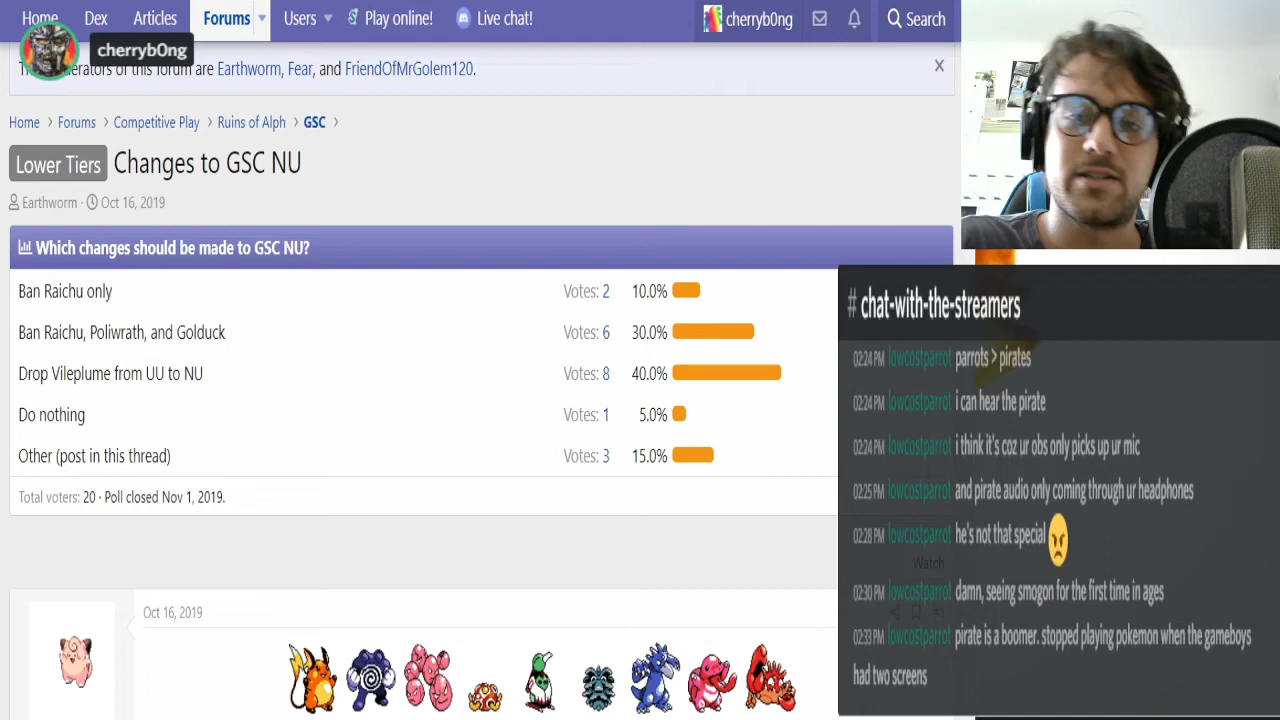 Home Dex Articles Forums Users Play online! Live chat! cherryb0ng Search
cherryb0ng
erators of this forum are Earthworm, Fear, and FriendOfMrGolem120.
Home Forums Competitive Play Ruins of Alph GSC
Lower Tiers Changes to GSC NU
Earthworm · Oct 16, 2019
Which changes should be made to GSC NU?
Ban Raichu only Votes: 2 10.0%
Ban Raichu, Poliwrath, and Golduck Votes: 6 30.0%
Drop Vileplume from UU to NU Votes: 8 40.0%
Do nothing Votes: 1 5.0%
Other (post in this thread) Votes: 3 15.0%
Total voters: 20 · Poll closed Nov 1, 2019.
Watch
Oct 16, 2019
# chat-with-the-streamers
02:24 PM lowcostparrot parrots > pirates
02:24 PM lowcostparrot i can hear the pirate
02:24 PM lowcostparrot i think it's coz ur obs only picks up ur mic
02:25 PM lowcostparrot and pirate audio only coming through ur headphones
02:28 PM lowcostparrot he's not that special
02:30 PM lowcostparrot damn, seeing smogon for the first time in ages
02:33 PM lowcostparrot pirate is a boomer. stopped playing pokemon when the gameboys
had two screens